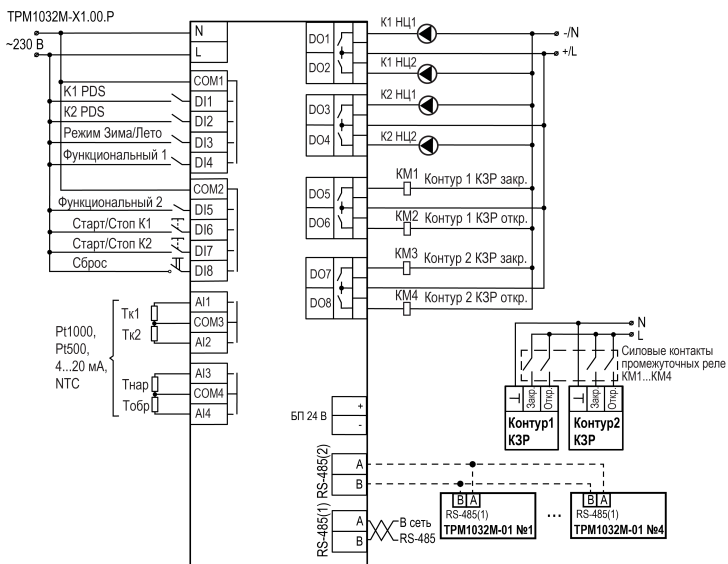 ТРМ1032М-Х1.00.Р
~230 В
N
L
COM1
К1 PDS
DI1
К2 PDS
DI2
Режим Зима/Лето
DI3
Функциональный 1
DI4
COM2
Функциональный 2
DI5
Старт/Стоп К1
DI6
Старт/Стоп К2
DI7
Сброс
DI8
Pt1000,
Pt500,
4...20 мА,
NTC
Тк1
Тк2
Тнар
Тобр
AI1
COM3
AI2
AI3
COM4
AI4
DO1
DO2
DO3
DO4
DO5
DO6
DO7
DO8
К1 НЦ1
-/N
+/L
К1 НЦ2
К2 НЦ1
К2 НЦ2
КМ1 Контур 1 КЗР закр.
КМ2 Контур 1 КЗР откр.
КМ3 Контур 2 КЗР закр.
КМ4 Контур 2 КЗР откр.
N
L
Силовые контакты
промежуточных реле
КМ1...КМ4
Закр.
Откр.
Закр.
Откр.
Контур1
КЗР
Контур2
КЗР
БП 24 В
+
-
RS-485(2)
A
B
RS-485(1)
A
B
В сеть
RS-485
B A
RS-485(1)
ТРМ1032М-01 №1
...
B A
RS-485(1)
ТРМ1032М-01 №4